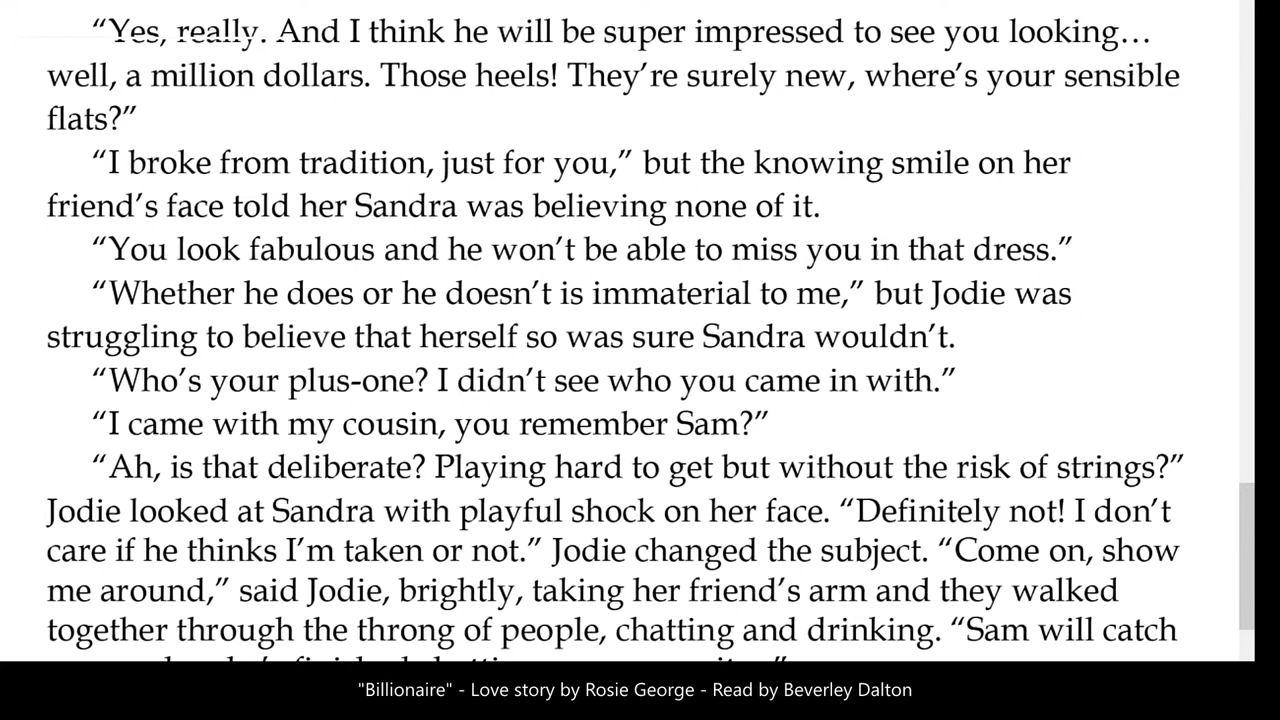 “Yes, really. And I think he will be super impressed to see you looking…
well, a million dollars. Those heels! They’re surely new, where’s your sensible
flats?”
“I broke from tradition, just for you,” but the knowing smile on her
friend’s face told her Sandra was believing none of it.
“You look fabulous and he won’t be able to miss you in that dress.”
“Whether he does or he doesn’t is immaterial to me,” but Jodie was
struggling to believe that herself so was sure Sandra wouldn’t.
“Who’s your plus-one? I didn’t see who you came in with.”
“I came with my cousin, you remember Sam?”
“Ah, is that deliberate? Playing hard to get but without the risk of strings?”
Jodie looked at Sandra with playful shock on her face. “Definitely not! I don’t
care if he thinks I’m taken or not.” Jodie changed the subject. “Come on, show
me around,” said Jodie, brightly, taking her friend’s arm and they walked
together through the throng of people, chatting and drinking. “Sam will catch
"Billionaire" - Love story by Rosie George - Read by Beverley Dalton